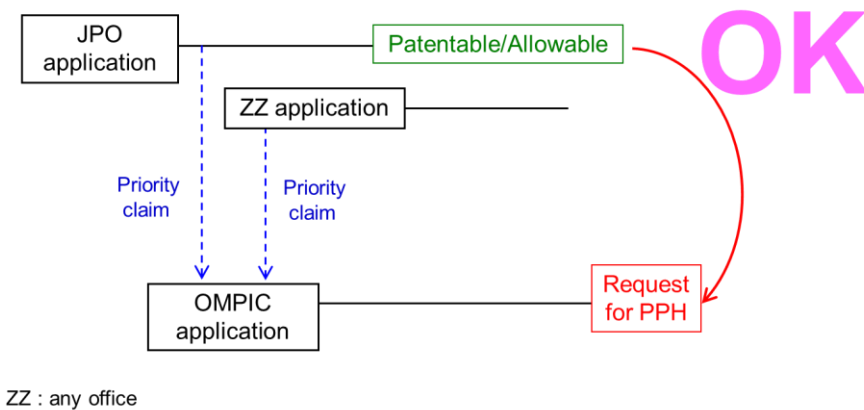 JPO
application
Patentable/Allowable
OK
ZZ application
Priority
claim
Priority
claim
OMPIC
application
Request
for PPH
ZZ : any office